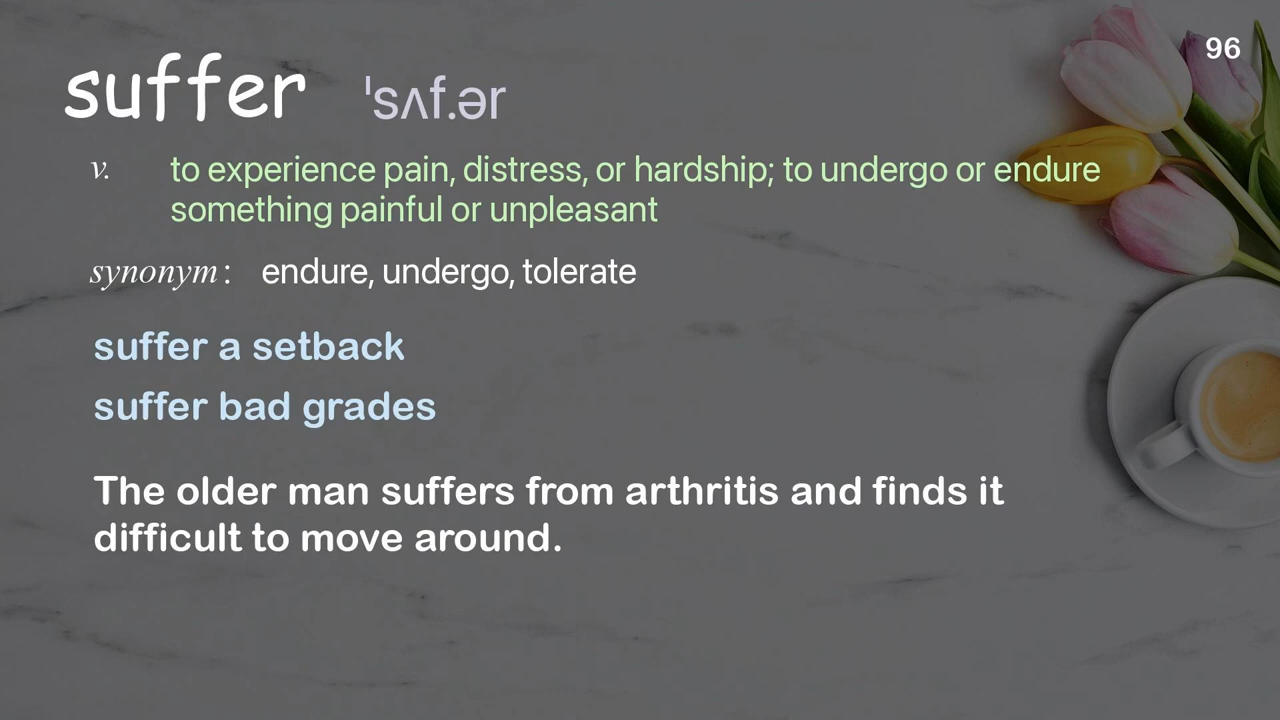 96
suffer ˈsʌf.ər
v. to experience pain, distress, or hardship; to undergo or endure
something painful or unpleasant
synonym: endure, undergo, tolerate
suffer a setback
suffer bad grades
The older man suffers from arthritis and finds it
difficult to move around.